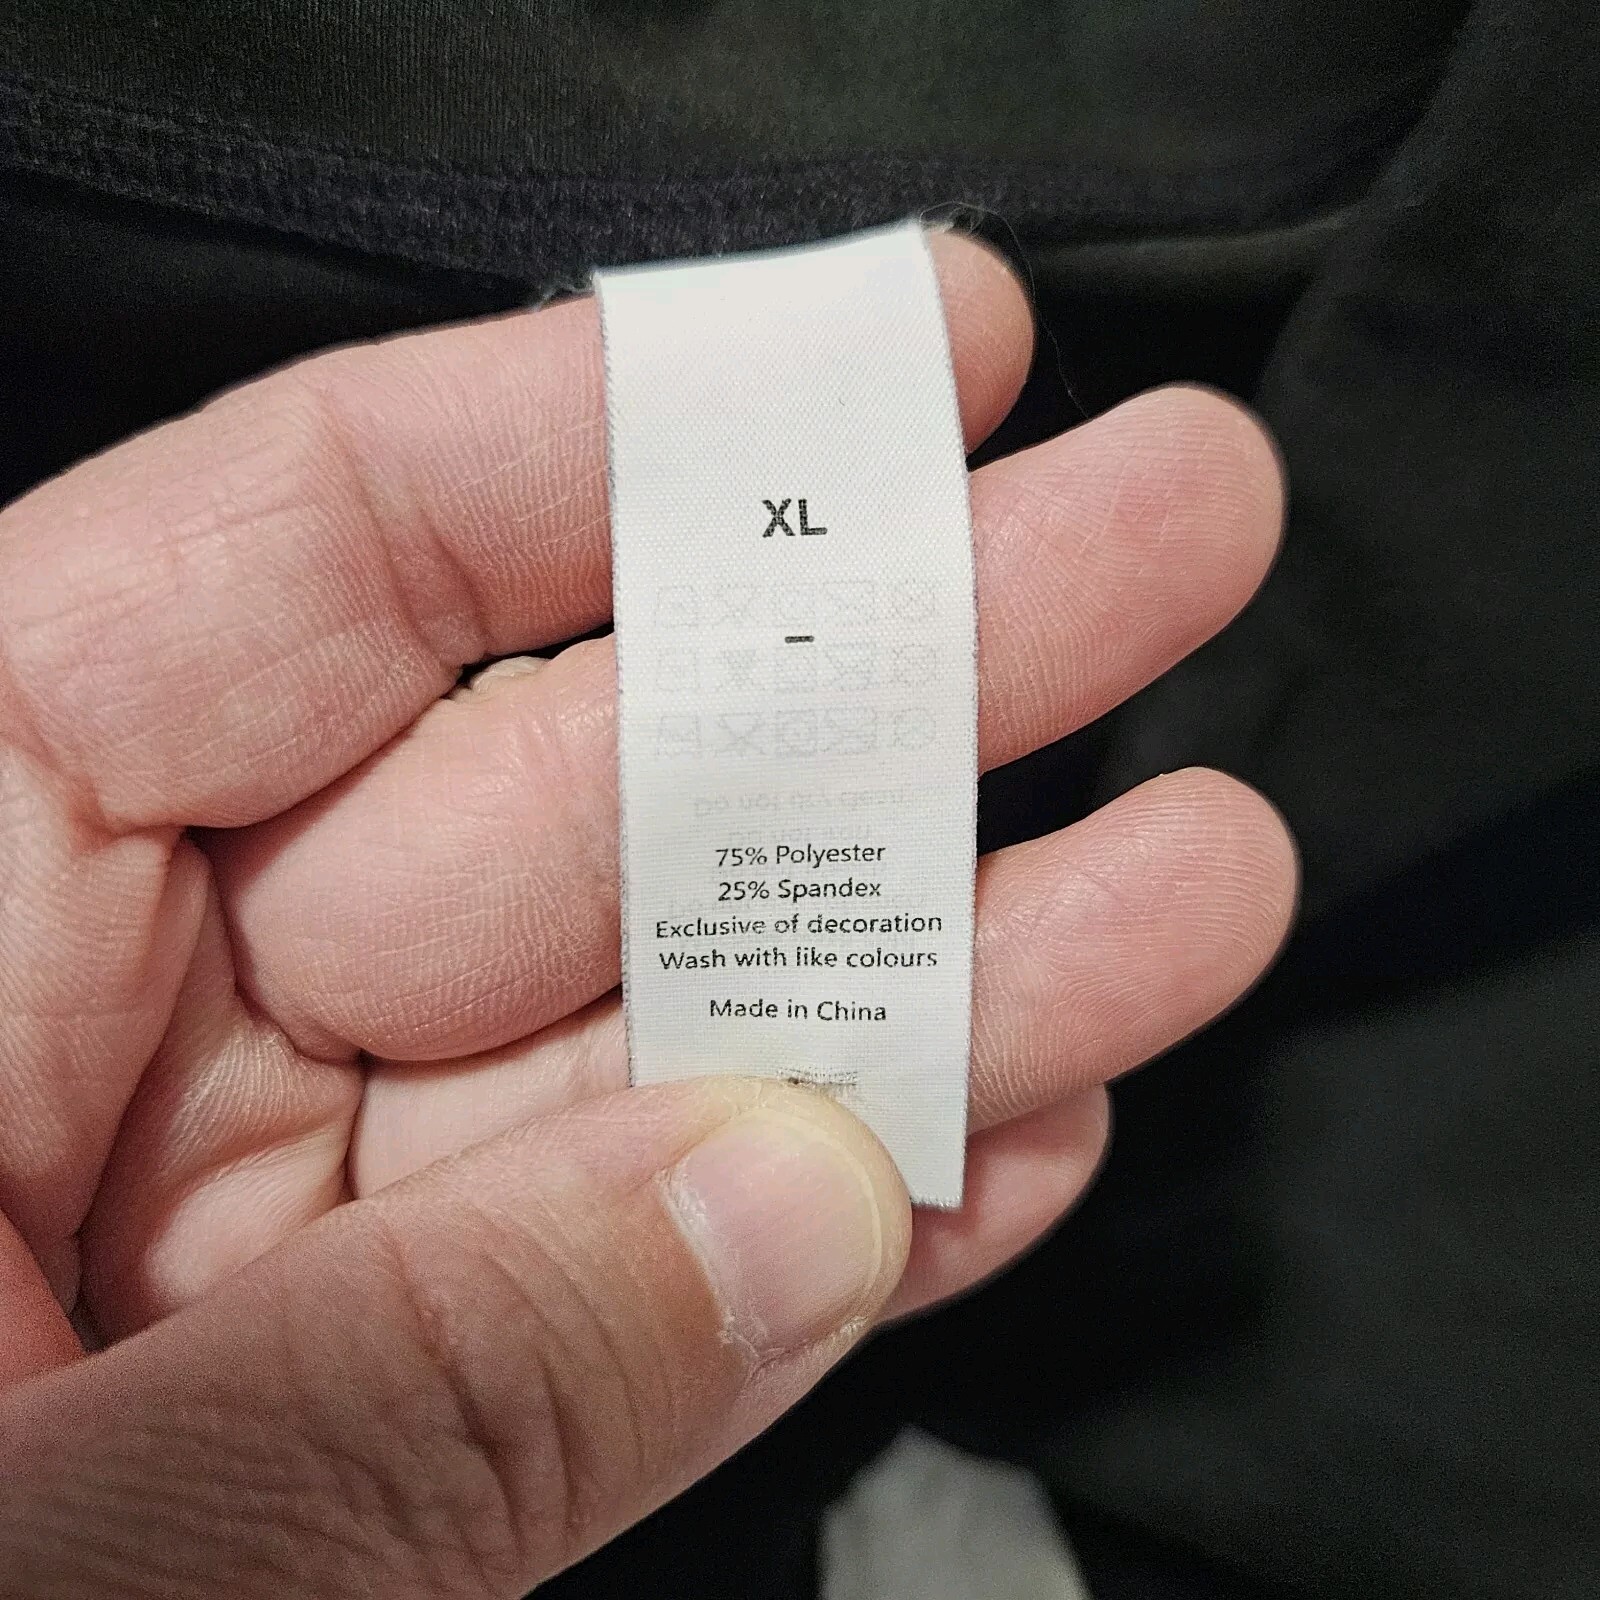 XL
–
75% Polyester
25% Spandex
Exclusive of decoration
Wash with like colours
Made in China